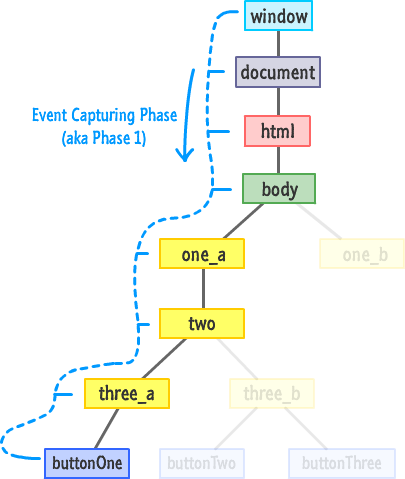 window
document
Event Capturing Phase
(aka Phase 1)
html
body
one_a
one_b
two
three_a
three_b
buttonOne
buttonTwo
buttonThree